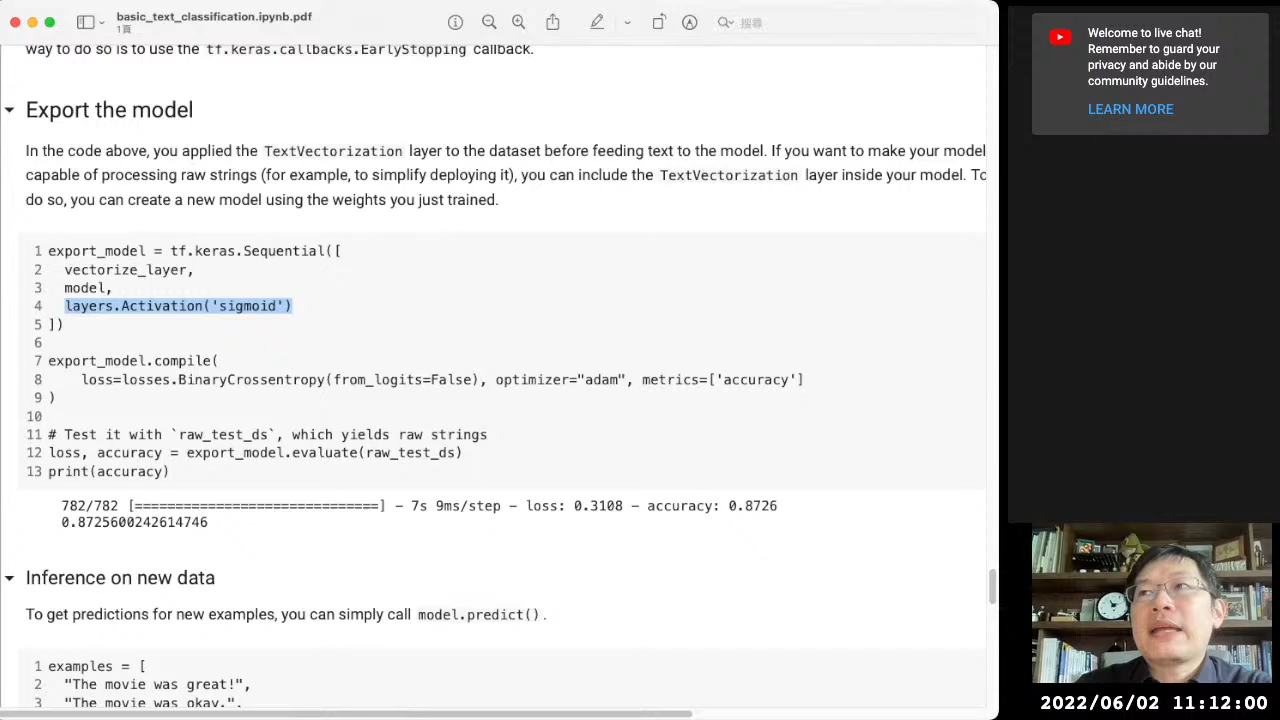 basic_text_classification.ipynb.pdf
1頁
搜尋
way to do so is to use the tf.keras.callbacks.EarlyStopping callback.
Export the model
In the code above, you applied the TextVectorization layer to the dataset before feeding text to the model. If you want to make your model
capable of processing raw strings (for example, to simplify deploying it), you can include the TextVectorization layer inside your model. To
do so, you can create a new model using the weights you just trained.
1 export_model = tf.keras.Sequential([
2 vectorize_layer,
3 model,
4 layers.Activation('sigmoid')
5 ])
6
7 export_model.compile(
8 loss=losses.BinaryCrossentropy(from_logits=False), optimizer="adam", metrics=['accuracy']
9 )
10
11 # Test it with `raw_test_ds`, which yields raw strings
12 loss, accuracy = export_model.evaluate(raw_test_ds)
13 print(accuracy)
782/782 [==============================] - 7s 9ms/step - loss: 0.3108 - accuracy: 0.8726
0.8725600242614746
Inference on new data
To get predictions for new examples, you can simply call model.predict().
1 examples = [
2 "The movie was great!",
3 "The movie was okay.",
Welcome to live chat!
Remember to guard your
privacy and abide by our
community guidelines.
LEARN MORE
2022/06/02 11:12:00